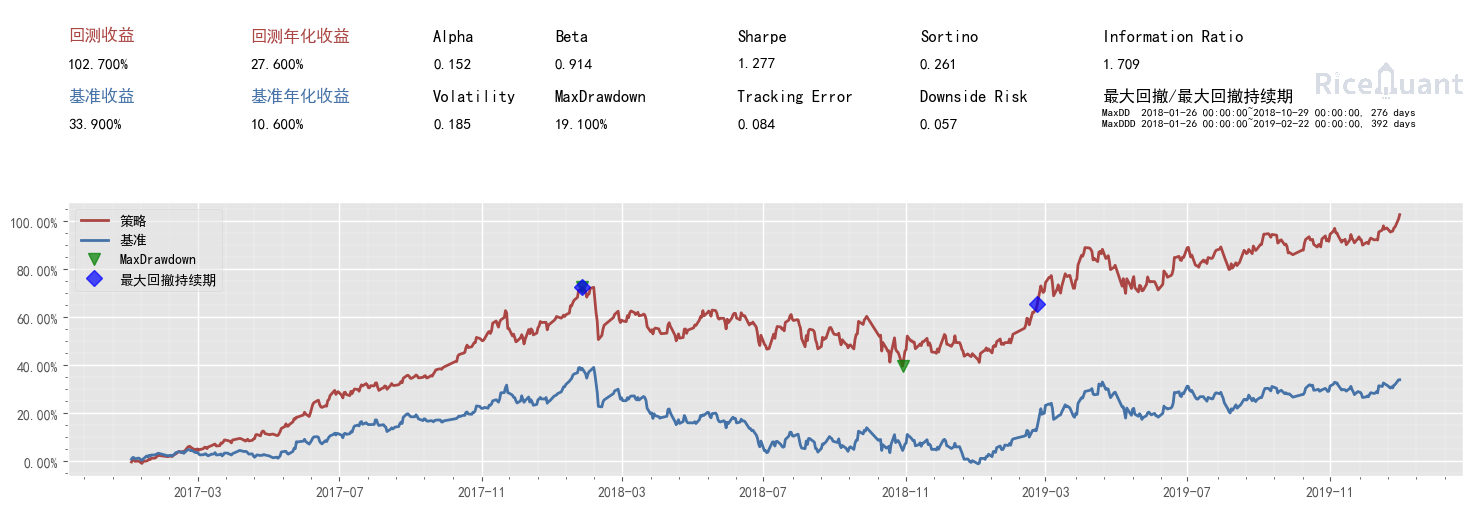 回测收益 回测年化收益 Alpha Beta Sharpe Sortino Information Ratio
102.700% 27.600% 0.152 0.914 1.277 0.261 1.709
RiceQuant
基准收益 基准年化收益 Volatility MaxDrawdown Tracking Error Downside Risk 最大回撤/最大回撤持续期
MaxDD 2018-01-26 00:00:00~2018-10-29 00:00:00, 276 days
33.900% 10.600% 0.185 19.100% 0.084 0.057 MaxDDD 2018-01-26 00:00:00~2019-02-22 00:00:00, 392 days
100.00%
80.00%
60.00%
40.00%
20.00%
0.00%
策略
基准
MaxDrawdown
最大回撤持续期
2017-03 2017-07 2017-11 2018-03 2018-07 2018-11 2019-03 2019-07 2019-11